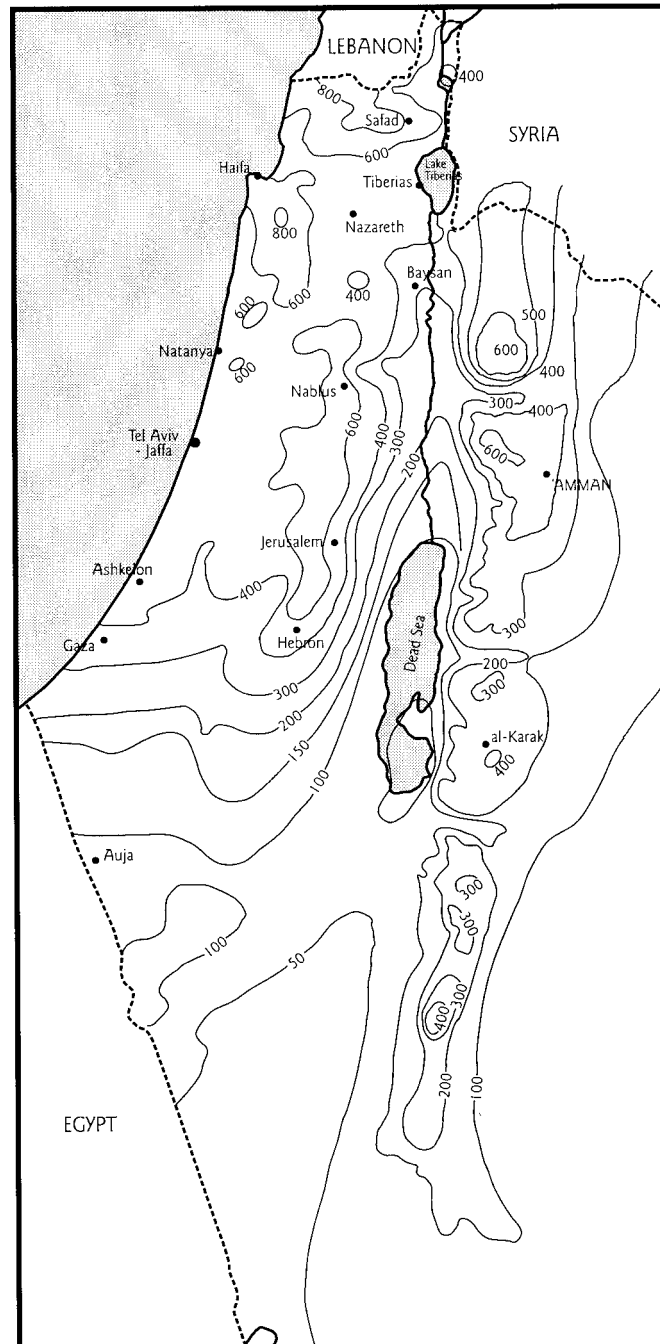 LEBANON
400
800
Safad
SYRIA
600
Haifa
Lake
Tiberias
Tiberias
800
Nazareth
Baysan
600
400
600
500
Natanya
600
600
400
Nablus
300
400
600
400
Tel Aviv
- Jaffa
300
200
600
'AMMAN
Jerusalem
Ashkelon
400
300
Gaza
Hebron
Dead Sea
200
300
300
200
al-Karak
150
400
100
Auja
300
300
100
50
300
400
200
100
EGYPT